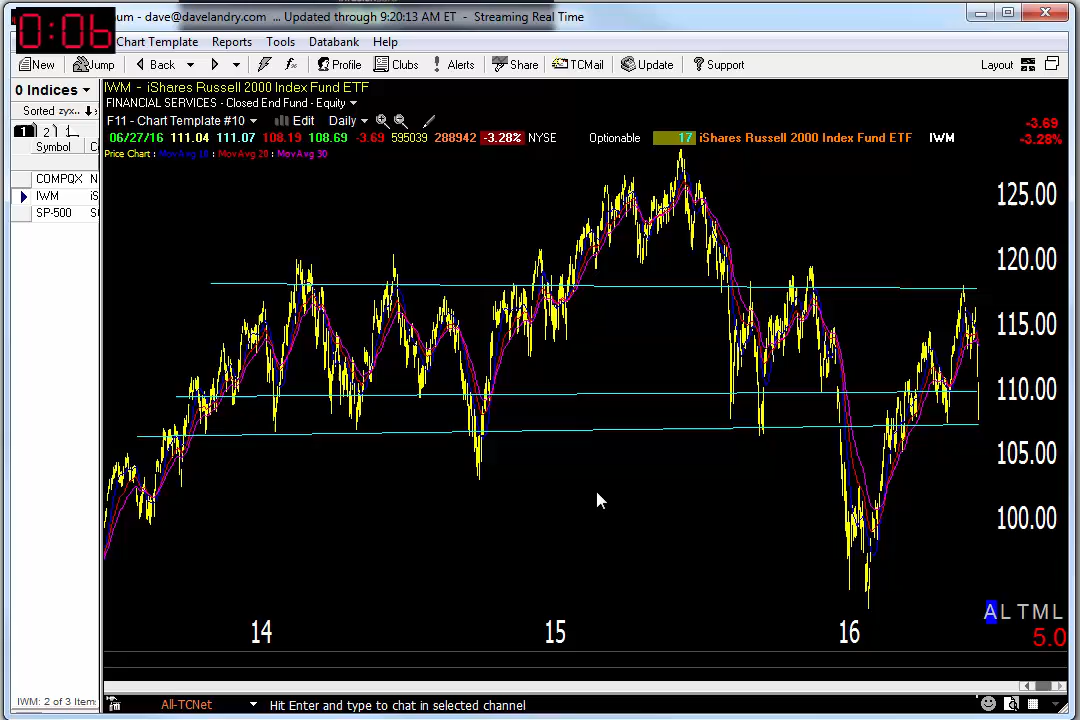 um - dave@davelandry.com ... Updated through 9:20:13 AM ET - Streaming Real Time
0:06
Chart Template Reports Tools Databank Help
New Jump Back Profile Clubs Alerts Share TCMail Update Support Layout
0 Indices
IWM - iShares Russell 2000 Index Fund ETF
Sorted zyx..
FINANCIAL SERVICES - Closed End Fund - Equity
1 2 1
F11 - Chart Template #10 Edit Daily
Symbol C
06/27/16 111.04 111.07 108.19 108.69 -3.69 595039 288942 -3.28% NYSE Optionable 17 iShares Russell 2000 Index Fund ETF IWM
-3.69
-3.28%
Price Chart : MovAvg 10 : MovAvg 20 : MovAvg 30
COMPQX N
IWM iS
SP-500 S
125.00
120.00
115.00
110.00
105.00
100.00
14 15 16
A L T M L
5.0
IWM: 2 of 3 Items
All-TCNet Hit Enter and type to chat in selected channel